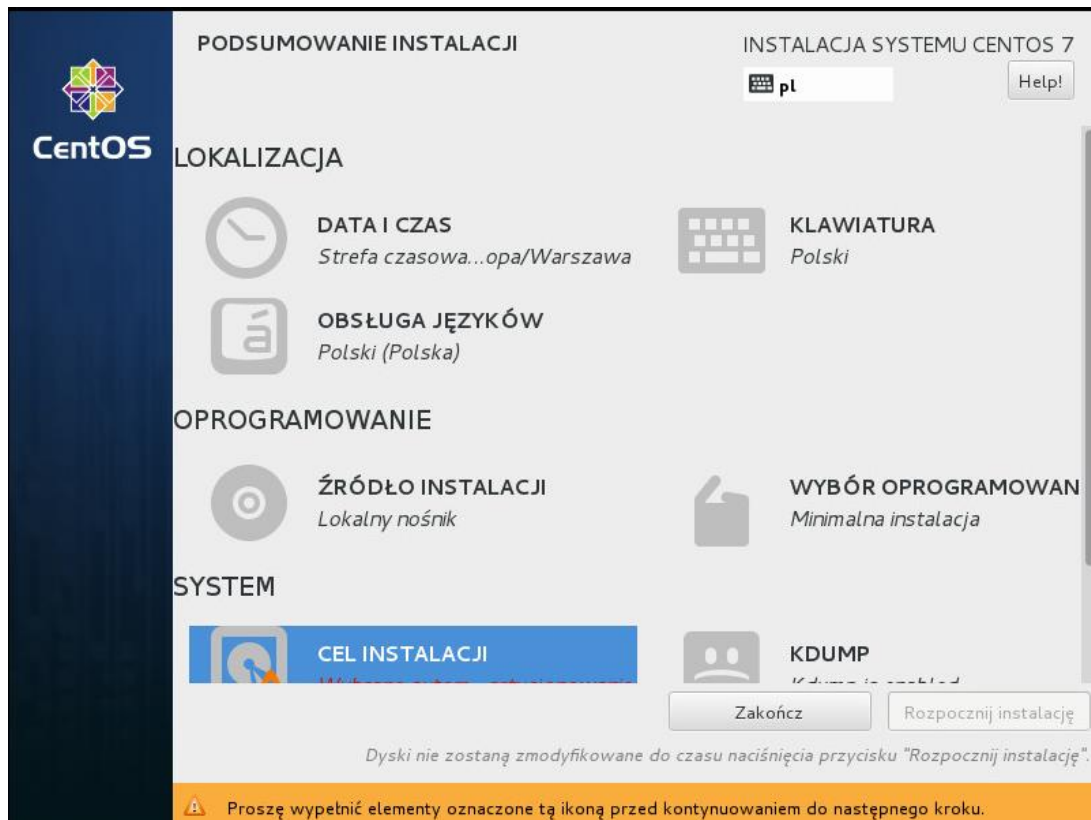 PODSUMOWANIE INSTALACJI
INSTALACJA SYSTEMU CENTOS 7
pl
Help!
CentOS
LOKALIZACJA
DATA I CZAS
Strefa czasowa...opa/Warszawa
KLAWIATURA
Polski
OBSŁUGA JĘZYKÓW
Polski (Polska)
OPROGRAMOWANIE
ŹRÓDŁO INSTALACJI
Lokalny nośnik
WYBÓR OPROGRAMOWAN
Minimalna instalacja
SYSTEM
CEL INSTALACJI
KDUMP
Kdump is enabled
Zakończ
Rozpocznij instalację
Dyski nie zostaną zmodyfikowane do czasu naciśnięcia przycisku "Rozpocznij instalację".
Proszę wypełnić elementy oznaczone tą ikoną przed kontynuowaniem do następnego kroku.